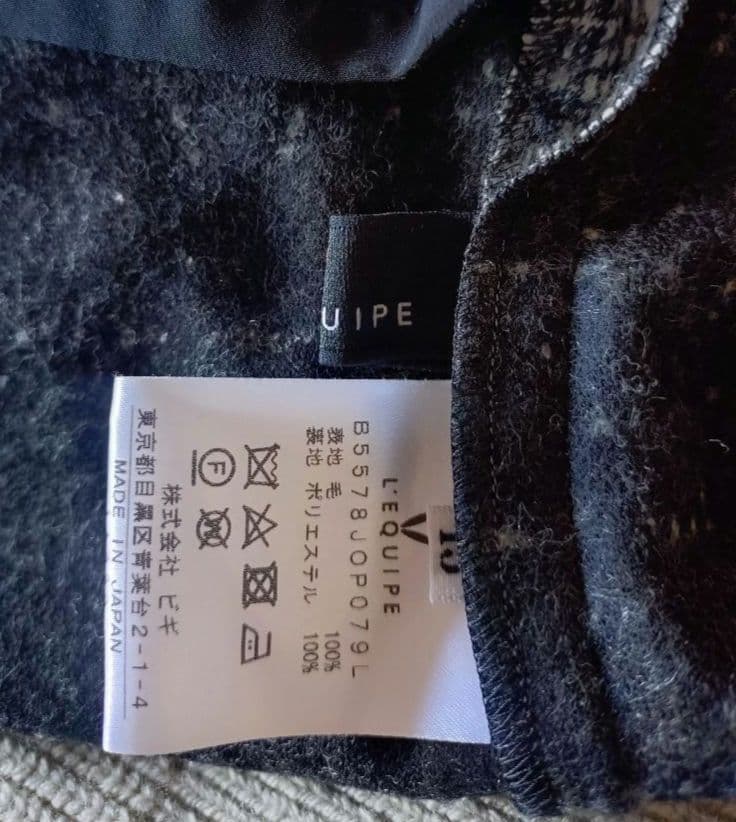 UIPE
L'EQUIPE
B5578JOP079L
表地 毛 100%
裏地 ポリエステル 100%
F
株式会社 ビギ
東京都目黒区青葉台2-1-4
MADE IN JAPAN